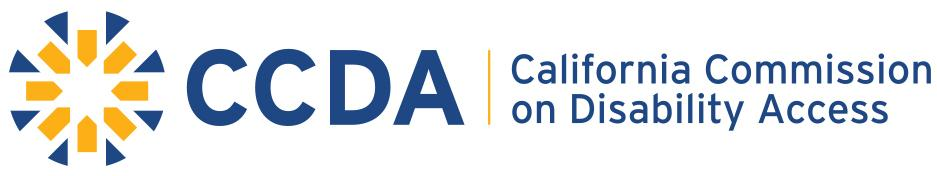 CCDA
California Commission
on Disability Access